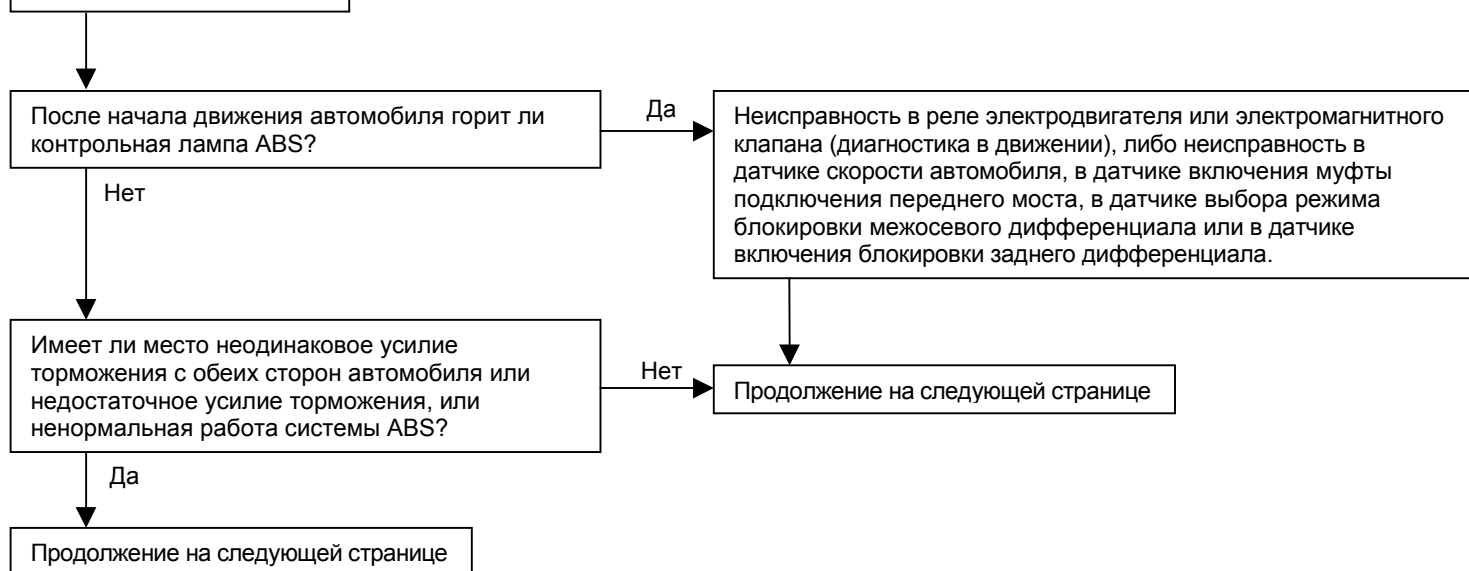 После начала движения автомобиля горит ли
контрольная лампа ABS?
Да
Неисправность в реле электродвигателя или электромагнитного
клапана (диагностика в движении), либо неисправность в
датчике скорости автомобиля, в датчике включения муфты
подключения переднего моста, в датчике выбора режима
блокировки межосевого дифференциала или в датчике
включения блокировки заднего дифференциала.
Нет
Имеет ли место неодинаковое усилие
торможения с обеих сторон автомобиля или
недостаточное усилие торможения, или
ненормальная работа системы ABS?
Нет
Продолжение на следующей странице
Да
Продолжение на следующей странице